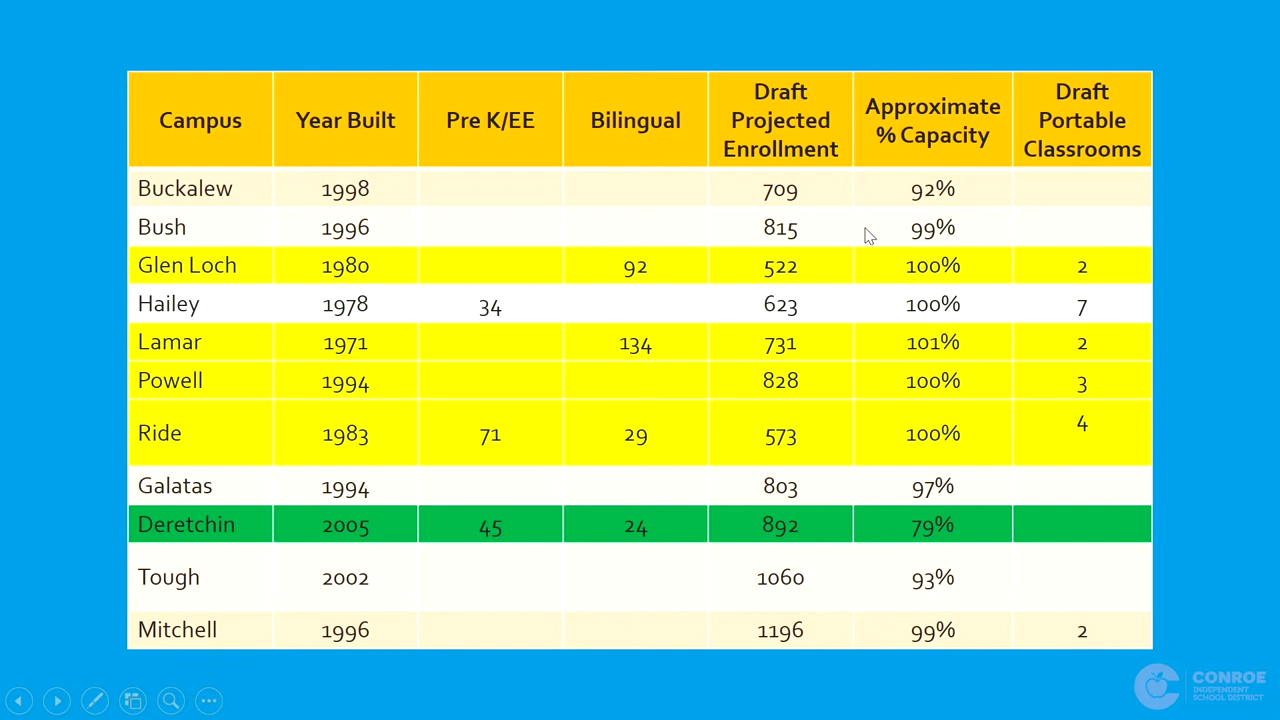 Campus Year Built Pre K/EE Bilingual Draft Projected Enrollment Approximate % Capacity Draft Portable Classrooms
Buckalew 1998 709 92%
Bush 1996 815 99%
Glen Loch 1980 92 522 100% 2
Hailey 1978 34 623 100% 7
Lamar 1971 134 731 101% 2
Powell 1994 828 100% 3
Ride 1983 71 29 573 100% 4
Galatas 1994 803 97%
Deretchin 2005 45 24 892 79%
Tough 2002 1060 93%
Mitchell 1996 1196 99% 2
CONROE
INDEPENDENT
SCHOOL DISTRICT